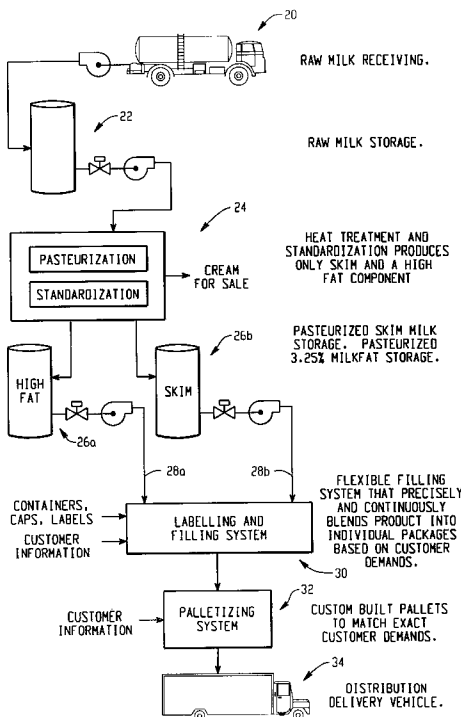 20
RAW MILK RECEIVING.
22
RAW MILK STORAGE.
24
PASTEURIZATION
STANDARDIZATION
CREAM
FOR SALE
HEAT TREATMENT AND
STANDARDIZATION PRODUCES
ONLY SKIM AND A HIGH
FAT COMPONENT
26b
HIGH
FAT
SKIM
PASTEURIZED SKIM MILK
STORAGE. PASTEURIZED
3.25% MILKFAT STORAGE.
26a
28a
28b
CONTAINERS,
CAPS, LABELS
CUSTOMER
INFORMATION
LABELLING AND
FILLING SYSTEM
FLEXIBLE FILLING
SYSTEM THAT PRECISELY
AND CONTINUOUSLY
BLENDS PRODUCT INTO
INDIVIDUAL PACKAGES
BASED ON CUSTOMER
DEMANDS.
30
32
CUSTOMER
INFORMATION
PALLETIZING
SYSTEM
CUSTOM BUILT PALLETS
TO MATCH EXACT
CUSTOMER DEMANDS.
34
DISTRIBUTION
DELIVERY VEHICLE.